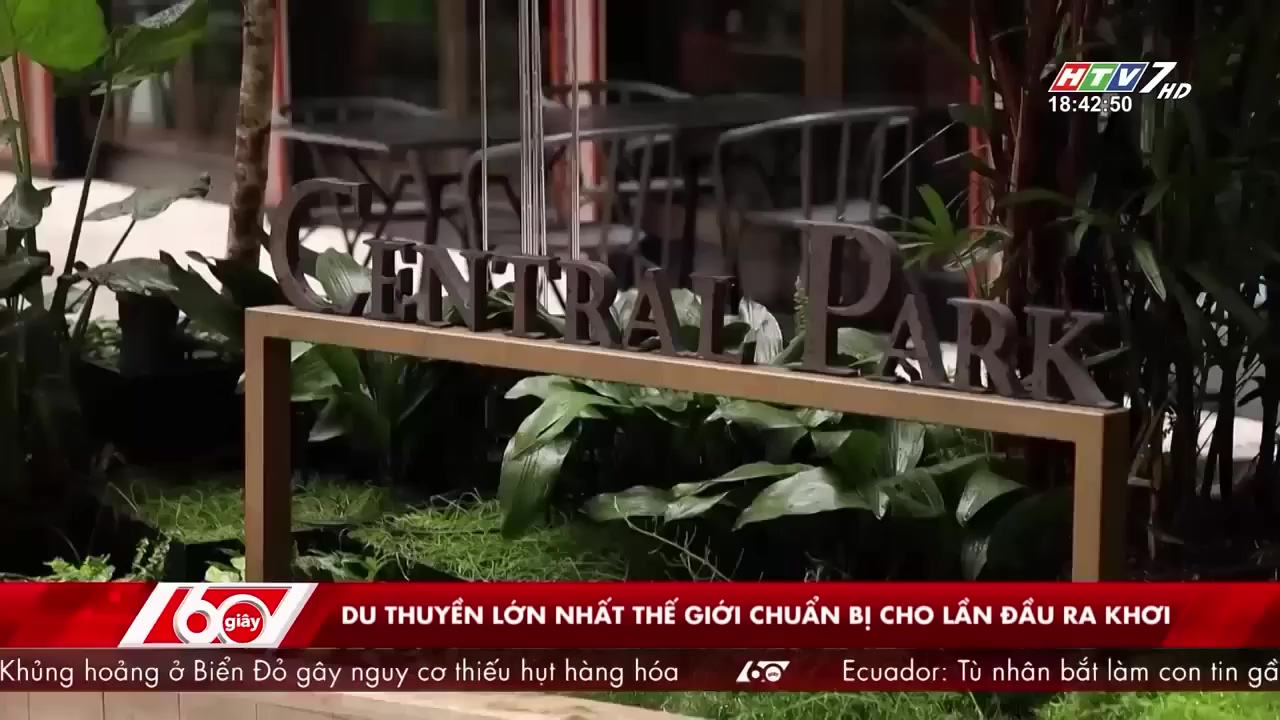 HTV7 HD
18:42:50
CENTRAL PARK
60 giây
DU THUYỀN LỚN NHẤT THẾ GIỚI CHUẨN BỊ CHO LẦN ĐẦU RA KHƠI
Khủng hoảng ở Biển Đỏ gây nguy cơ thiếu hụt hàng hóa 60 giây Ecuador: Tù nhân bắt làm con tin